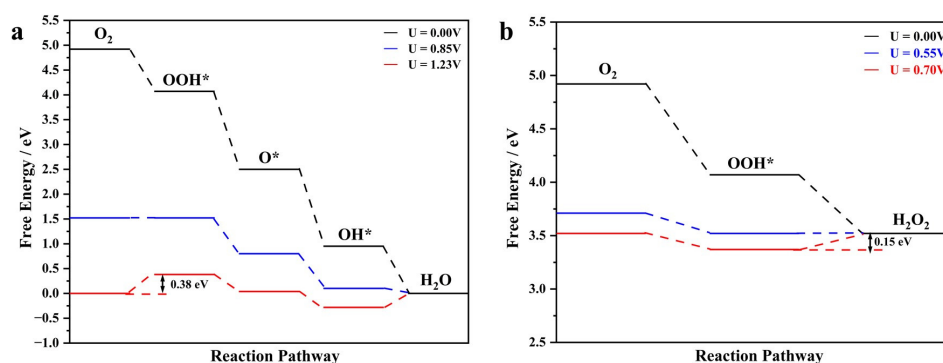 a
U = 0.00V
U = 0.85V
U = 1.23V
O₂
OOH*
O*
OH*
H₂O
0.38 eV
5.5
5.0
4.5
4.0
3.5
3.0
2.5
2.0
1.5
1.0
0.5
0.0
−0.5
−1.0
Free Energy / eV
Reaction Pathway
b
U = 0.00V
U = 0.55V
U = 0.70V
O₂
OOH*
H₂O₂
0.15 eV
5.5
5.0
4.5
4.0
3.5
3.0
2.5
Free Energy / eV
Reaction Pathway